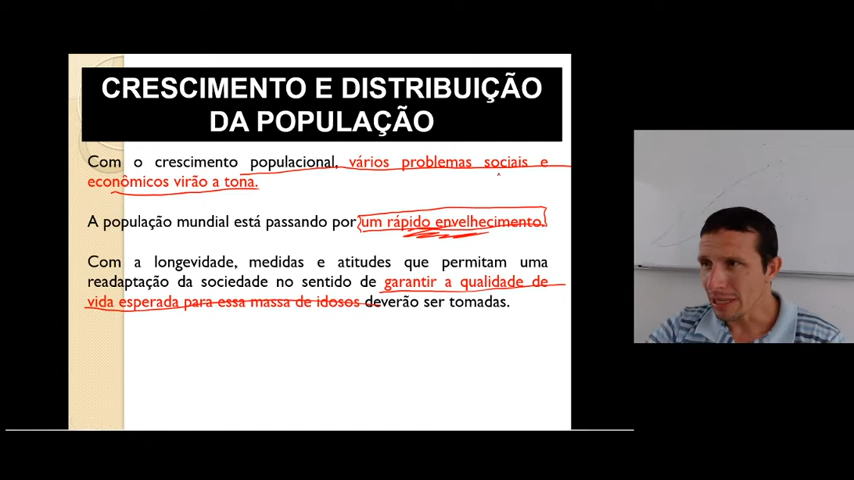 CRESCIMENTO E DISTRIBUIÇÃO
DA POPULAÇÃO
Com o crescimento populacional, vários problemas sociais e
econômicos virão a tona.
A população mundial está passando por um rápido envelhecimento.
Com a longevidade, medidas e atitudes que permitam uma
readaptação da sociedade no sentido de garantir a qualidade de
vida esperada para essa massa de idosos deverão ser tomadas.